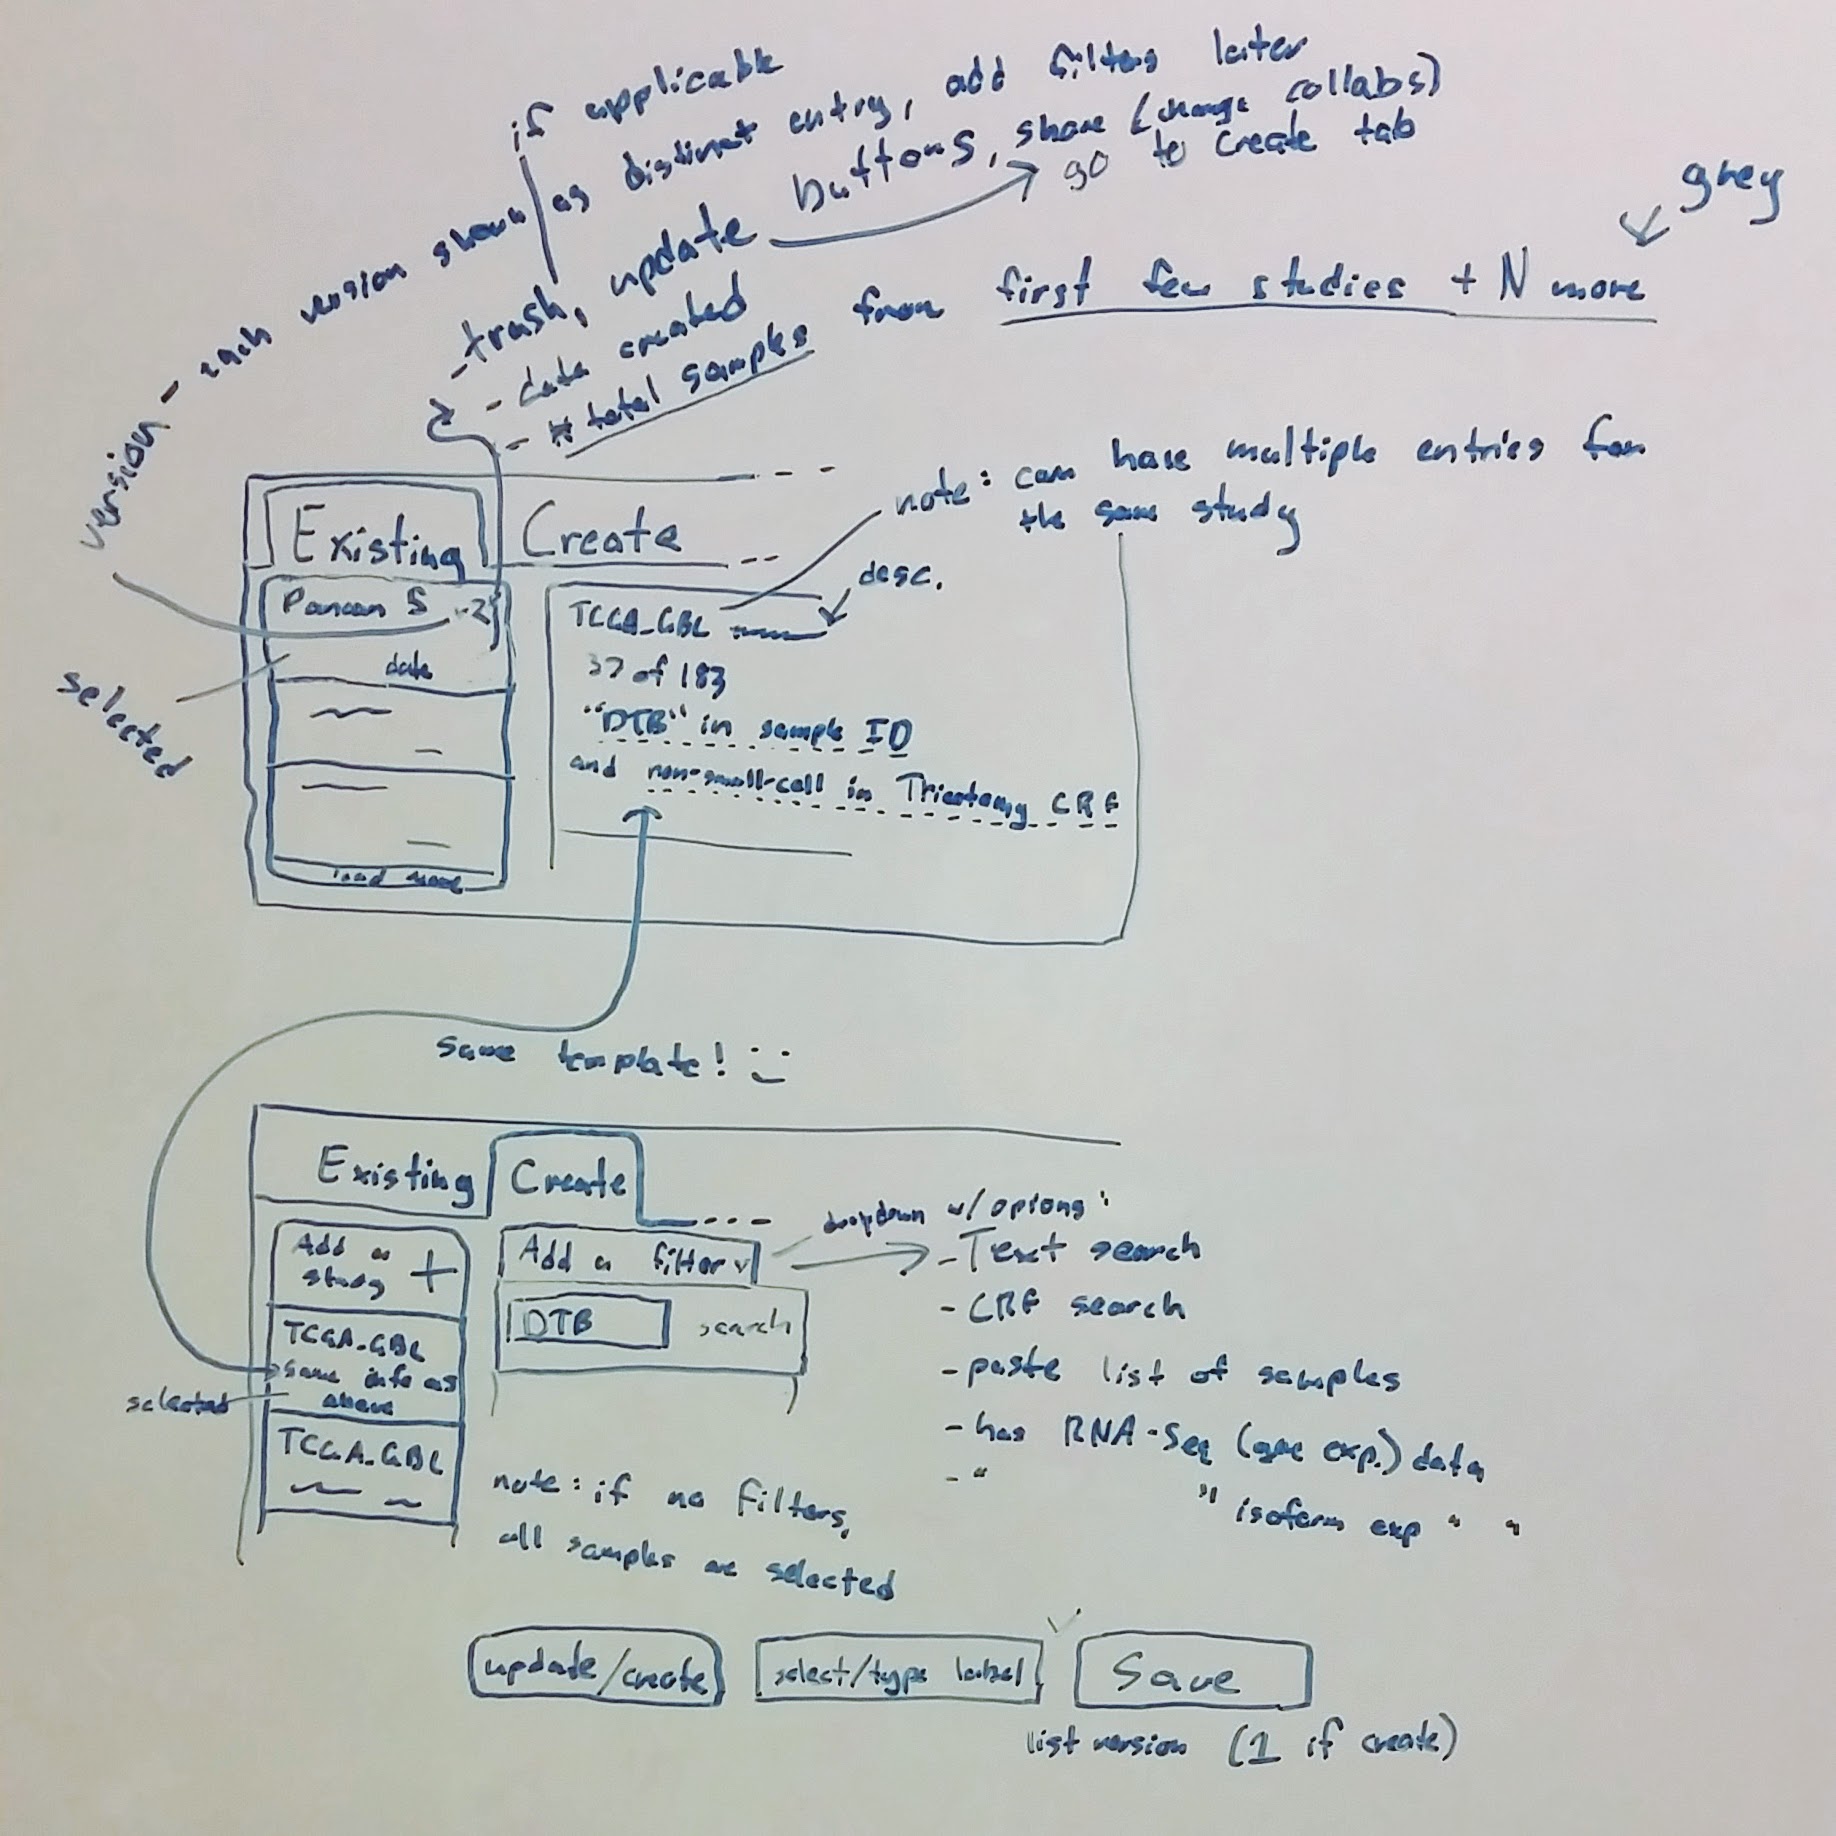 if applicable
version - each version shown as distinct entry, add filters later
- trash, update buttons, share (change collabs)
go to create tab
- date created
- # total samples from first few studies + N more
grey
note: can have multiple entries for
the same study
Existing Create
desc.
Pancan S v2
date
selected
load more
TCGA_GBL
37 of 183
"DTB" in sample ID
and non-small-cell in Trichotomy CRF
same template! :)
Existing Create
Add a
study +
TCGA_GBL
same info as
above
selected
TCGA_GBL
Add a filter v
DTB search
dropdown w/ options:
- Text search
- CRF search
- paste list of samples
- has RNA-Seq (gene exp.) data
- " " isoform exp " "
note: if no filters,
all samples are selected
update/create
select/type label
Save
list version (1 if create)